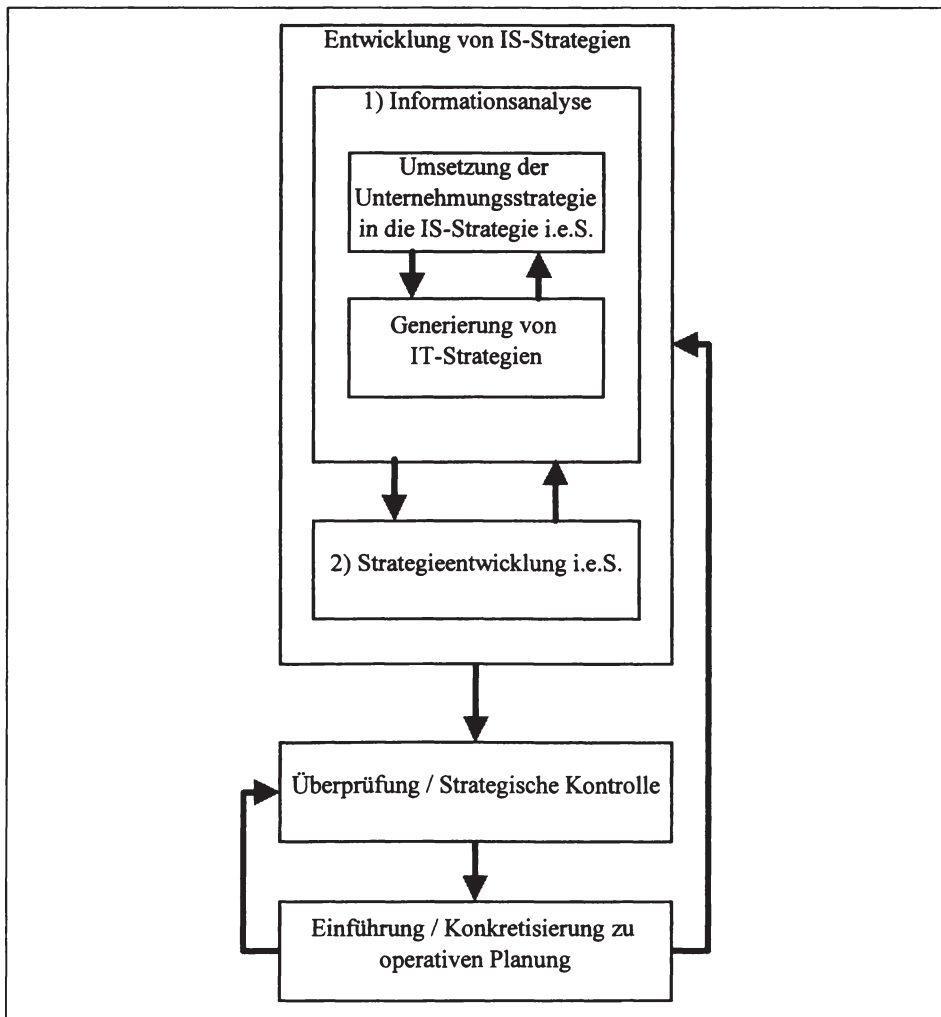 Entwicklung von IS-Strategien
1) Informationsanalyse
Umsetzung der
Unternehmungsstrategie
in die IS-Strategie i.e.S.
Generierung von
IT-Strategien
2) Strategieentwicklung i.e.S.
Überprüfung / Strategische Kontrolle
Einführung / Konkretisierung zu
operativen Planung